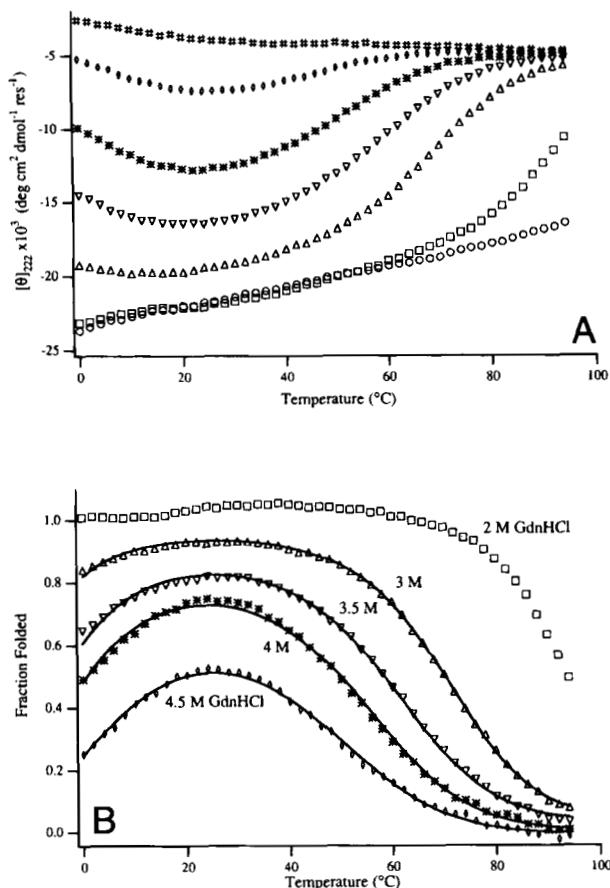 -5
-10
-15
-20
-25
[θ]222 x10³ (deg cm² dmol⁻¹ res⁻¹)
0
20
40
60
80
100
Temperature (°C)
A
1.0
0.8
0.6
0.4
0.2
0.0
Fraction Folded
2 M GdnHCl
3 M
3.5 M
4 M
4.5 M GdnHCl
B
0
20
40
60
80
100
Temperature (°C)